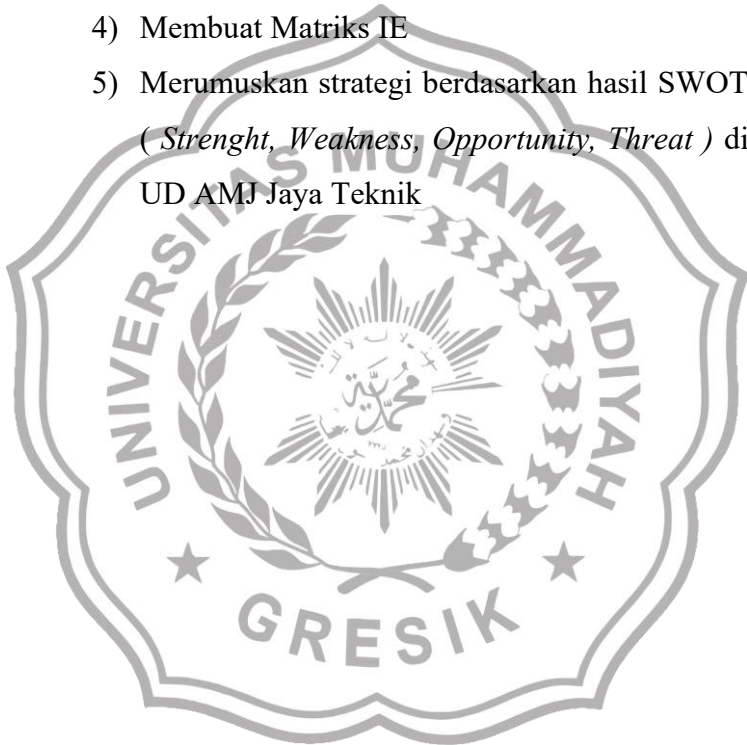 4) Membuat Matriks IE
5) Merumuskan strategi berdasarkan hasil SWOT
( Strenght, Weakness, Opportunity, Threat ) di
UD AMJ Jaya Teknik
UNIVERSITAS MUHAMMADIYAH
محمدية
GRESIK